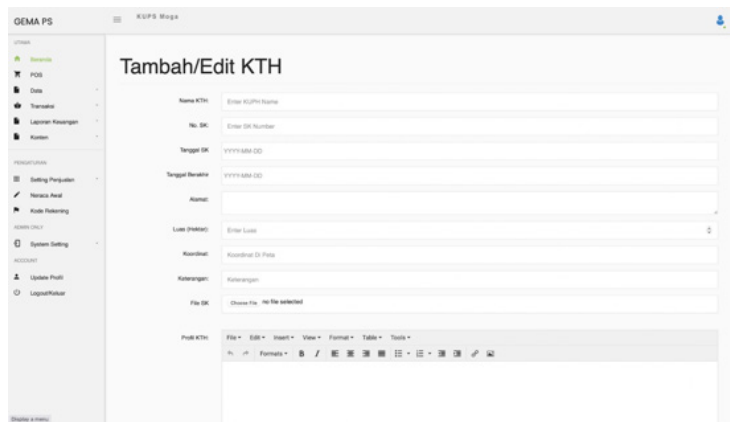 GEMA PS
KUPS Moga
UTAMA
Beranda
POS
Data
Transaksi
Laporan Keuangan
Konten
PENGATURAN
Setting Penjualan
Neraca Awal
Kode Rekening
ADMIN ONLY
System Setting
ACCOUNT
Update Profil
Logout/Keluar
Display a menu
Tambah/Edit KTH
Nama KTH: Enter KUPH Name
No. SK: Enter SK Number
Tanggal SK YYYY-MM-DD
Tanggal Berakhir YYYY-MM-DD
Alamat:
Luas (Hektar): Enter Luas
Koordinat: Koordinat Di Peta
Keterangan: Keterangan
File SK Choose File no file selected
Profil KTH: File Edit Insert View Format Table Tools
Formats B I